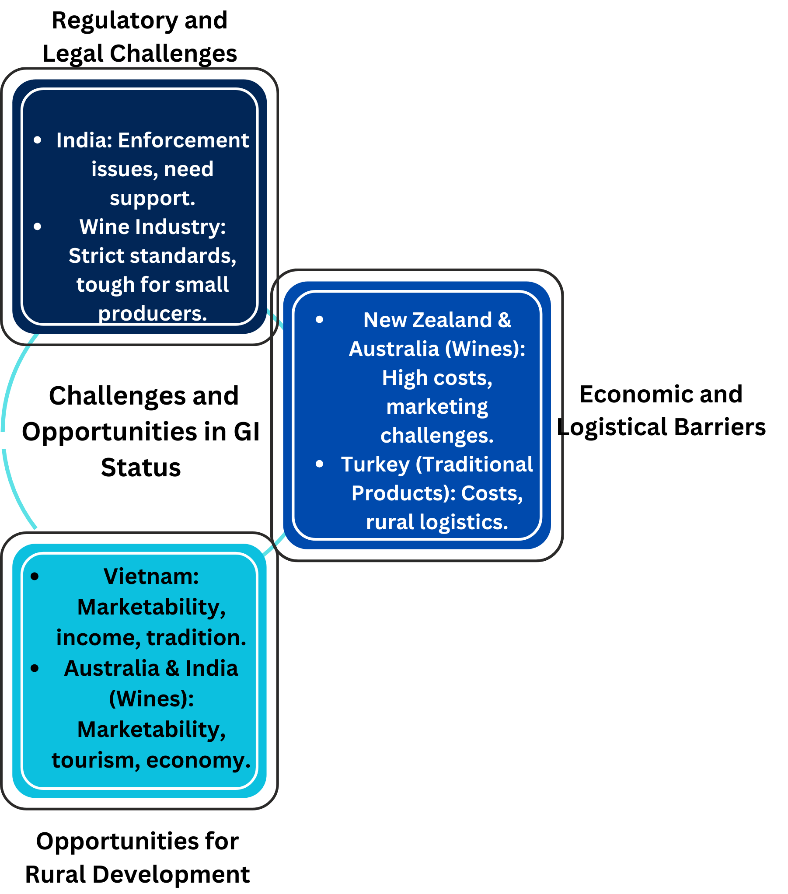 Regulatory and
Legal Challenges
• India: Enforcement
issues, need
support.
• Wine Industry:
Strict standards,
tough for small
producers.
Challenges and
Opportunities in GI
Status
• New Zealand &
Australia (Wines):
High costs,
marketing
challenges.
• Turkey (Traditional
Products): Costs,
rural logistics.
Economic and
Logistical Barriers
• Vietnam:
Marketability,
income, tradition.
• Australia & India
(Wines):
Marketability,
tourism, economy.
Opportunities for
Rural Development